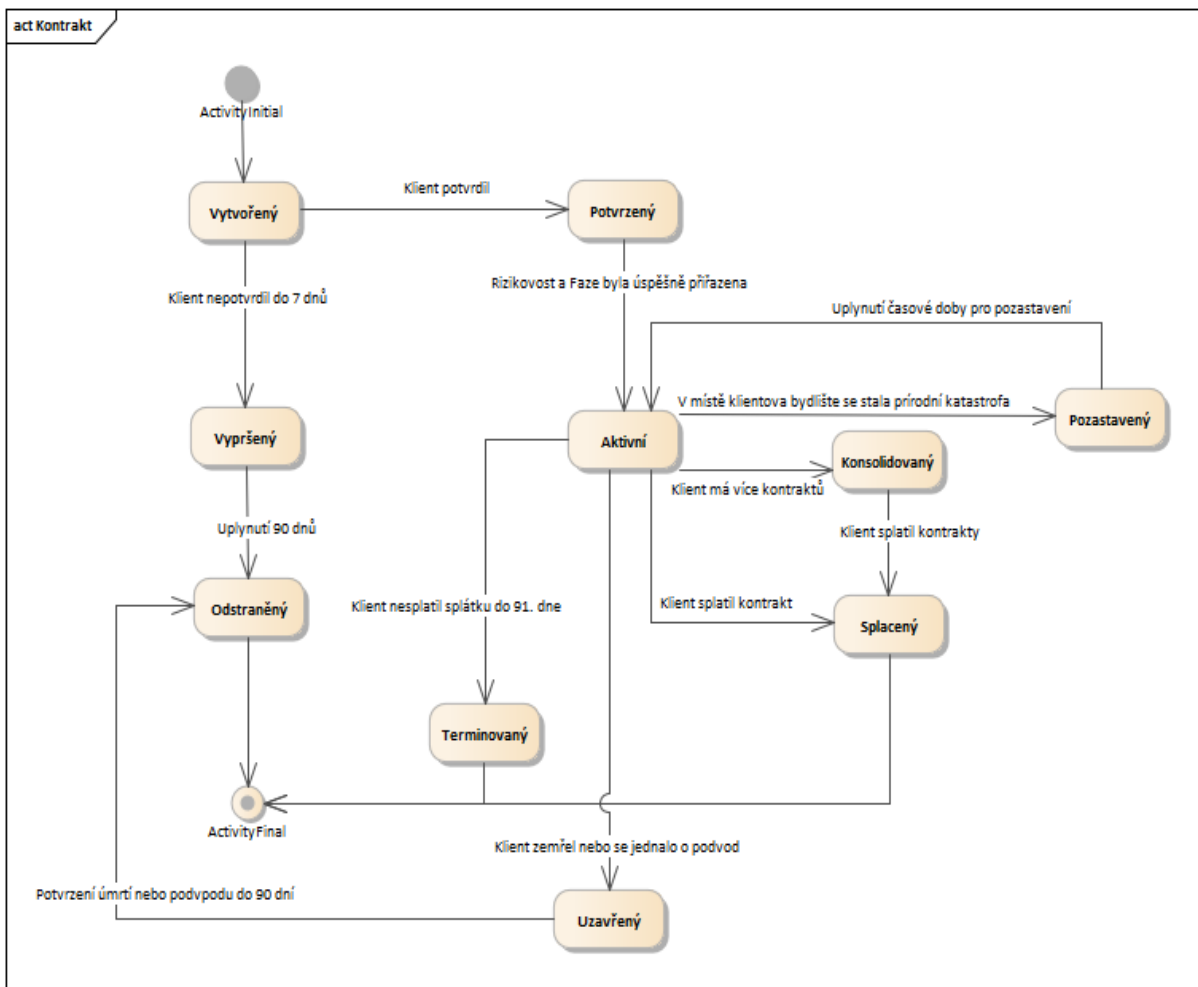 act Kontrakt
ActivityInitial
Vytvořený
Klient potvrdil
Potvrzený
Klient nepotvrdil do 7 dnů
Rizikovost a Faze byla úspěšně přířazena
Uplynutí časové doby pro pozastavení
V místě klientova bydlište se stala prírodní katastrofa
Pozastavený
Aktivní
Vypršený
Konsolidovaný
Klient má více kontraktů
Uplynutí 90 dnů
Klient splatil kontrakty
Odstraněný
Klient nesplatil splátku do 91. dne
Klient splatil kontrakt
Splacený
Terminovaný
ActivityFinal
Klient zemřel nebo se jednalo o podvod
Potvrzení úmrtí nebo podvpodu do 90 dní
Uzavřený